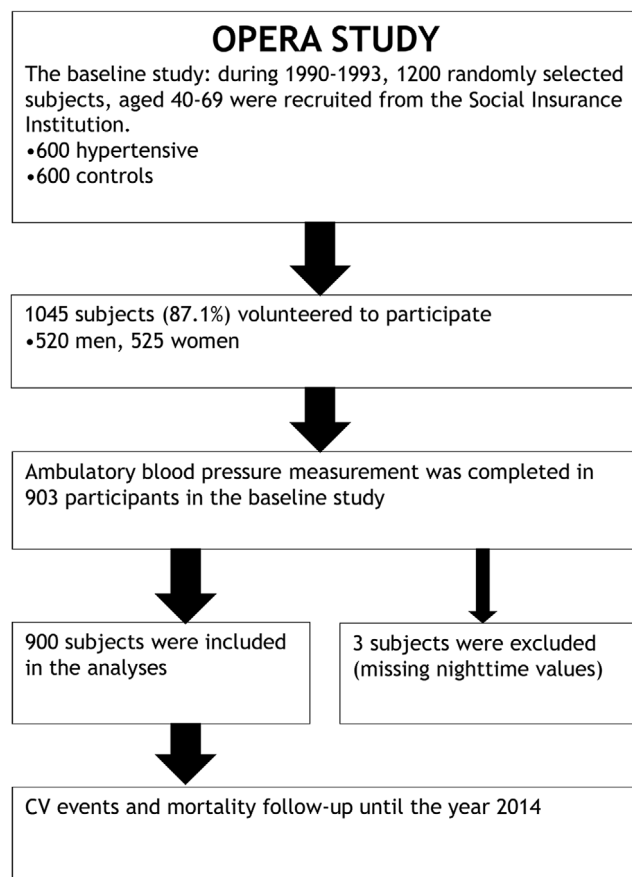 OPERA STUDY
The baseline study: during 1990-1993, 1200 randomly selected
subjects, aged 40-69 were recruited from the Social Insurance
Institution.
•600 hypertensive
•600 controls
1045 subjects (87.1%) volunteered to participate
•520 men, 525 women
Ambulatory blood pressure measurement was completed in
903 participants in the baseline study
900 subjects were included
in the analyses
3 subjects were excluded
(missing nighttime values)
CV events and mortality follow-up until the year 2014